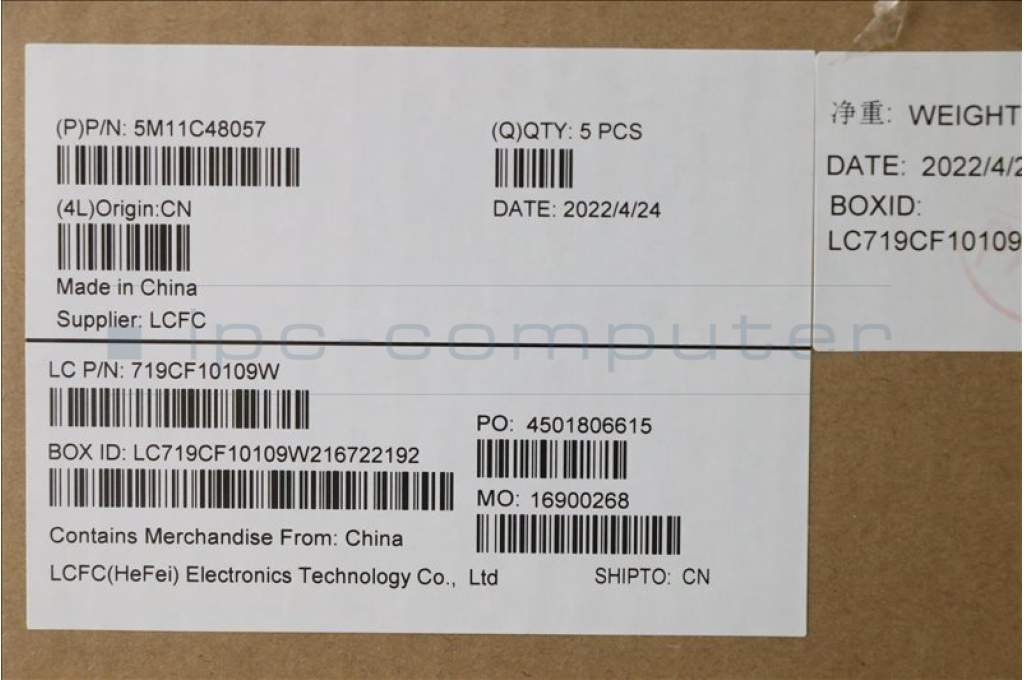 (P)P/N: 5M11C48057
(Q)QTY: 5 PCS
(4L)Origin:CN
DATE: 2022/4/24
Made in China
Supplier: LCFC
LC P/N: 719CF10109W
PO: 4501806615
BOX ID: LC719CF10109W216722192
MO: 16900268
Contains Merchandise From: China
LCFC(HeFei) Electronics Technology Co., Ltd
SHIPTO: CN
净重: WEIGHT
DATE: 2022/4/2
BOXID:
LC719CF10109
ipc-computer